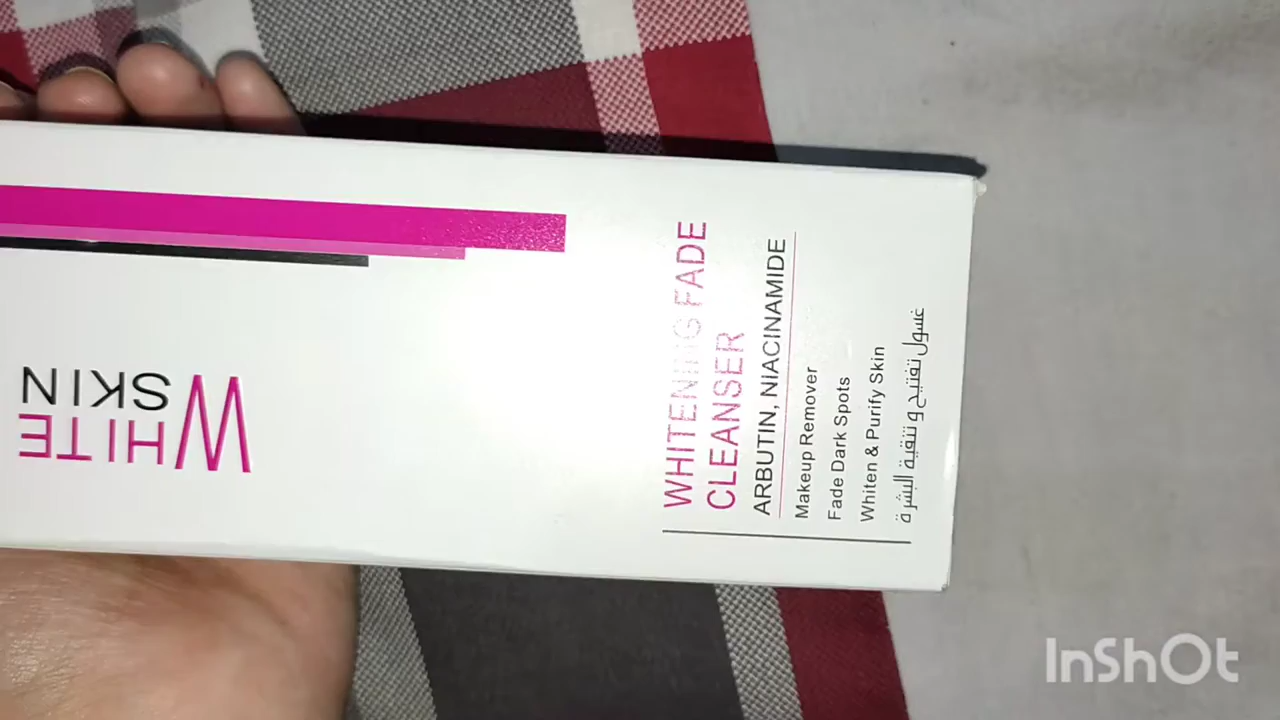 WHITE
SKIN
WHITENING FADE
CLEANSER
ARBUTIN, NIACINAMIDE
Makeup Remover
Fade Dark Spots
Whiten & Purify Skin
غسول تفتيح و تنقية البشرة
InShOt